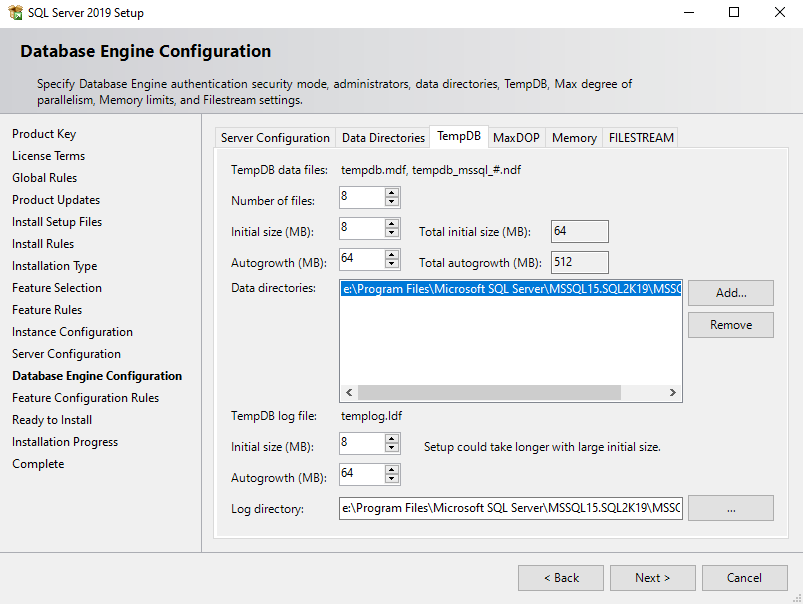 SQL Server 2019 Setup
Database Engine Configuration
Specify Database Engine authentication security mode, administrators, data directories, TempDB, Max degree of
parallelism, Memory limits, and Filestream settings.
Product Key
License Terms
Global Rules
Product Updates
Install Setup Files
Install Rules
Installation Type
Feature Selection
Feature Rules
Instance Configuration
Server Configuration
Database Engine Configuration
Feature Configuration Rules
Ready to Install
Installation Progress
Complete
Server Configuration Data Directories TempDB MaxDOP Memory FILESTREAM
TempDB data files: tempdb.mdf, tempdb_mssql_#.ndf
Number of files: 8
Initial size (MB): 8 Total initial size (MB): 64
Autogrowth (MB): 64 Total autogrowth (MB): 512
Data directories: e:\Program Files\Microsoft SQL Server\MSSQL15.SQL2K19\MSSQ
Add...
Remove
TempDB log file: templog.ldf
Initial size (MB): 8 Setup could take longer with large initial size.
Autogrowth (MB): 64
Log directory: e:\Program Files\Microsoft SQL Server\MSSQL15.SQL2K19\MSSQ ...
< Back Next > Cancel